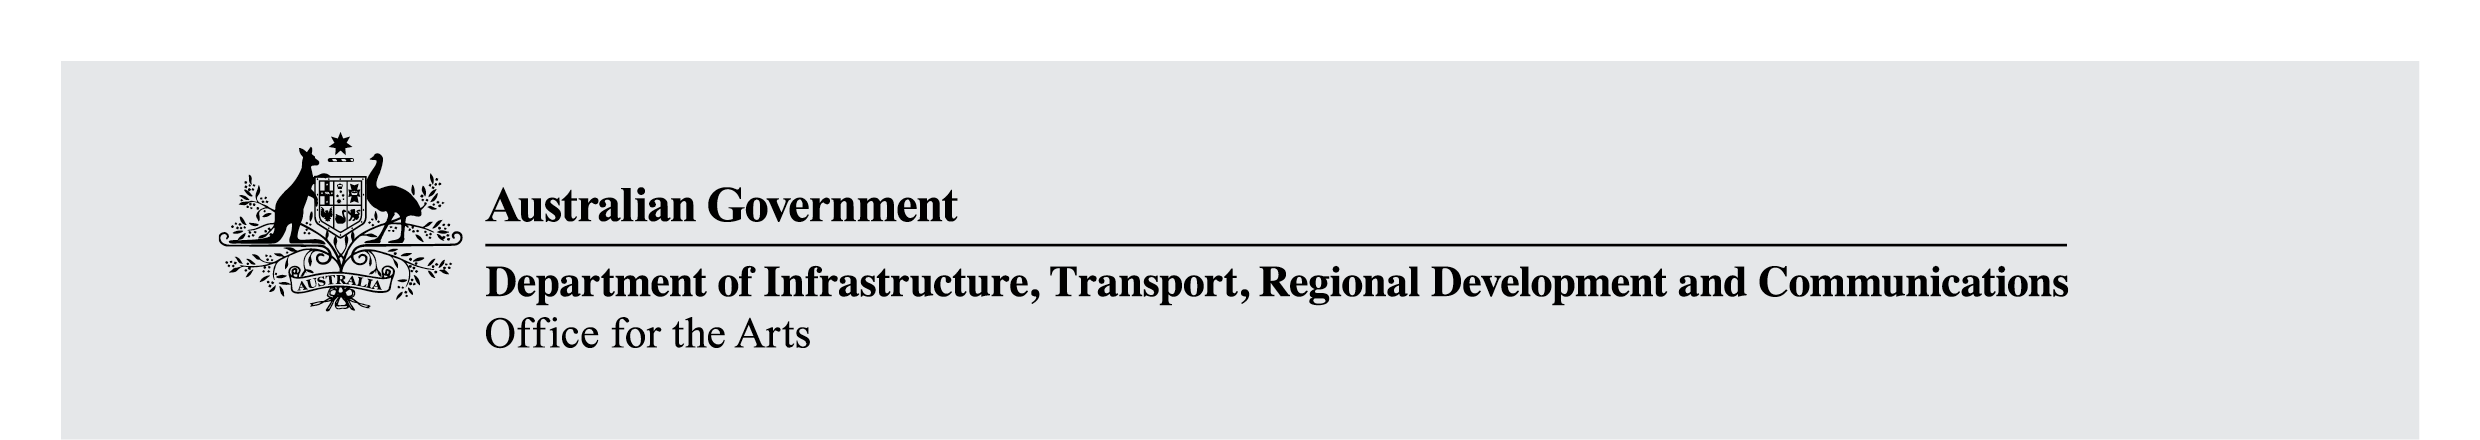 Australian Government
Department of Infrastructure, Transport, Regional Development and Communications
Office for the Arts
AUSTRALIA